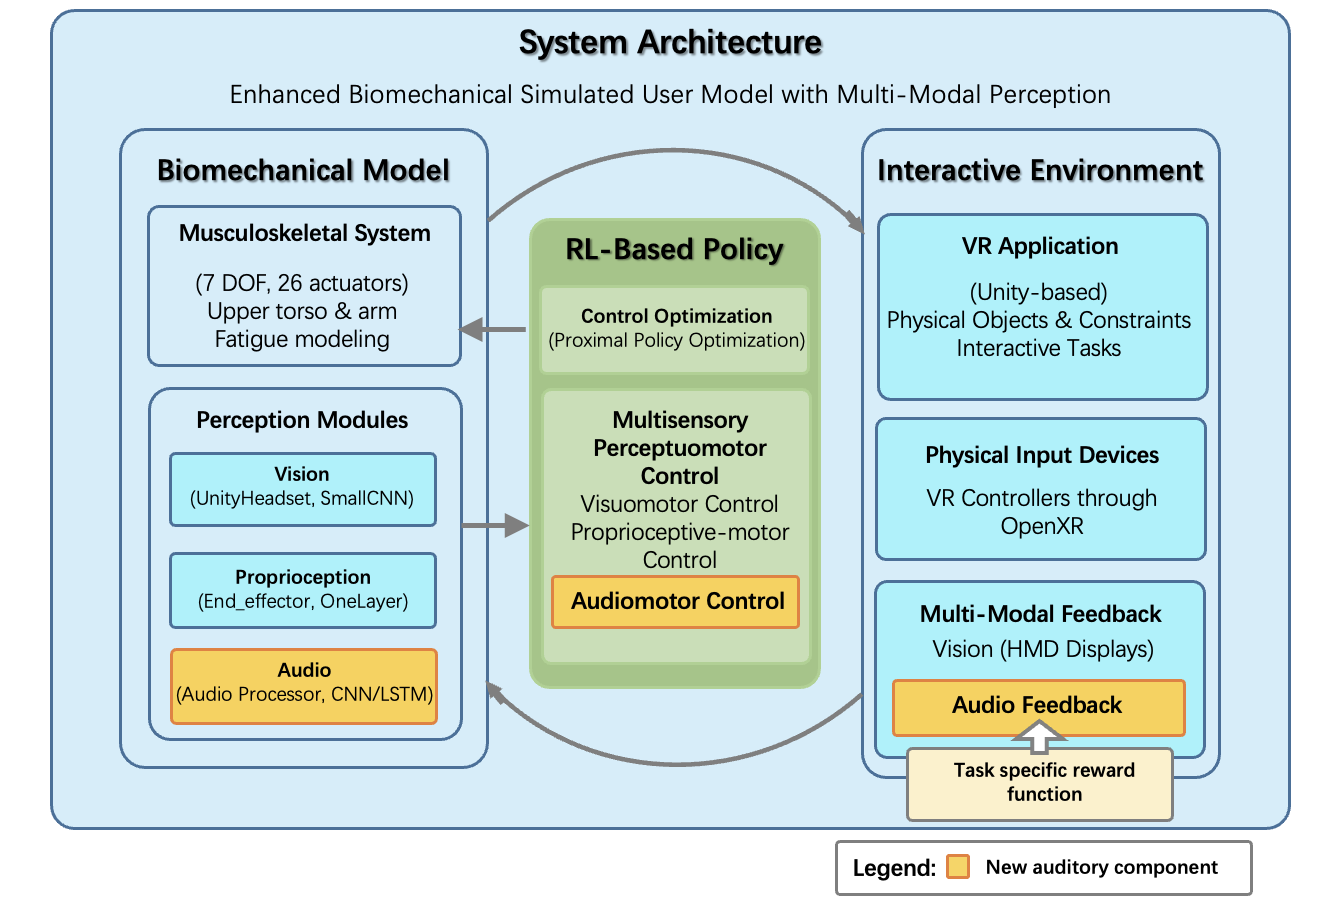 System Architecture
Enhanced Biomechanical Simulated User Model with Multi-Modal Perception
Biomechanical Model
Musculoskeletal System
(7 DOF, 26 actuators)
Upper torso & arm
Fatigue modeling
Perception Modules
Vision
(UnityHeadset, SmallCNN)
Proprioception
(End_effector, OneLayer)
Audio
(Audio Processor, CNN/LSTM)
RL-Based Policy
Control Optimization
(Proximal Policy Optimization)
Multisensory
Perceptuomotor
Control
Visuomotor Control
Proprioceptive-motor
Control
Audiomotor Control
Interactive Environment
VR Application
(Unity-based)
Physical Objects & Constraints
Interactive Tasks
Physical Input Devices
VR Controllers through
OpenXR
Multi-Modal Feedback
Vision (HMD Displays)
Audio Feedback
Task specific reward
function
Legend: New auditory component